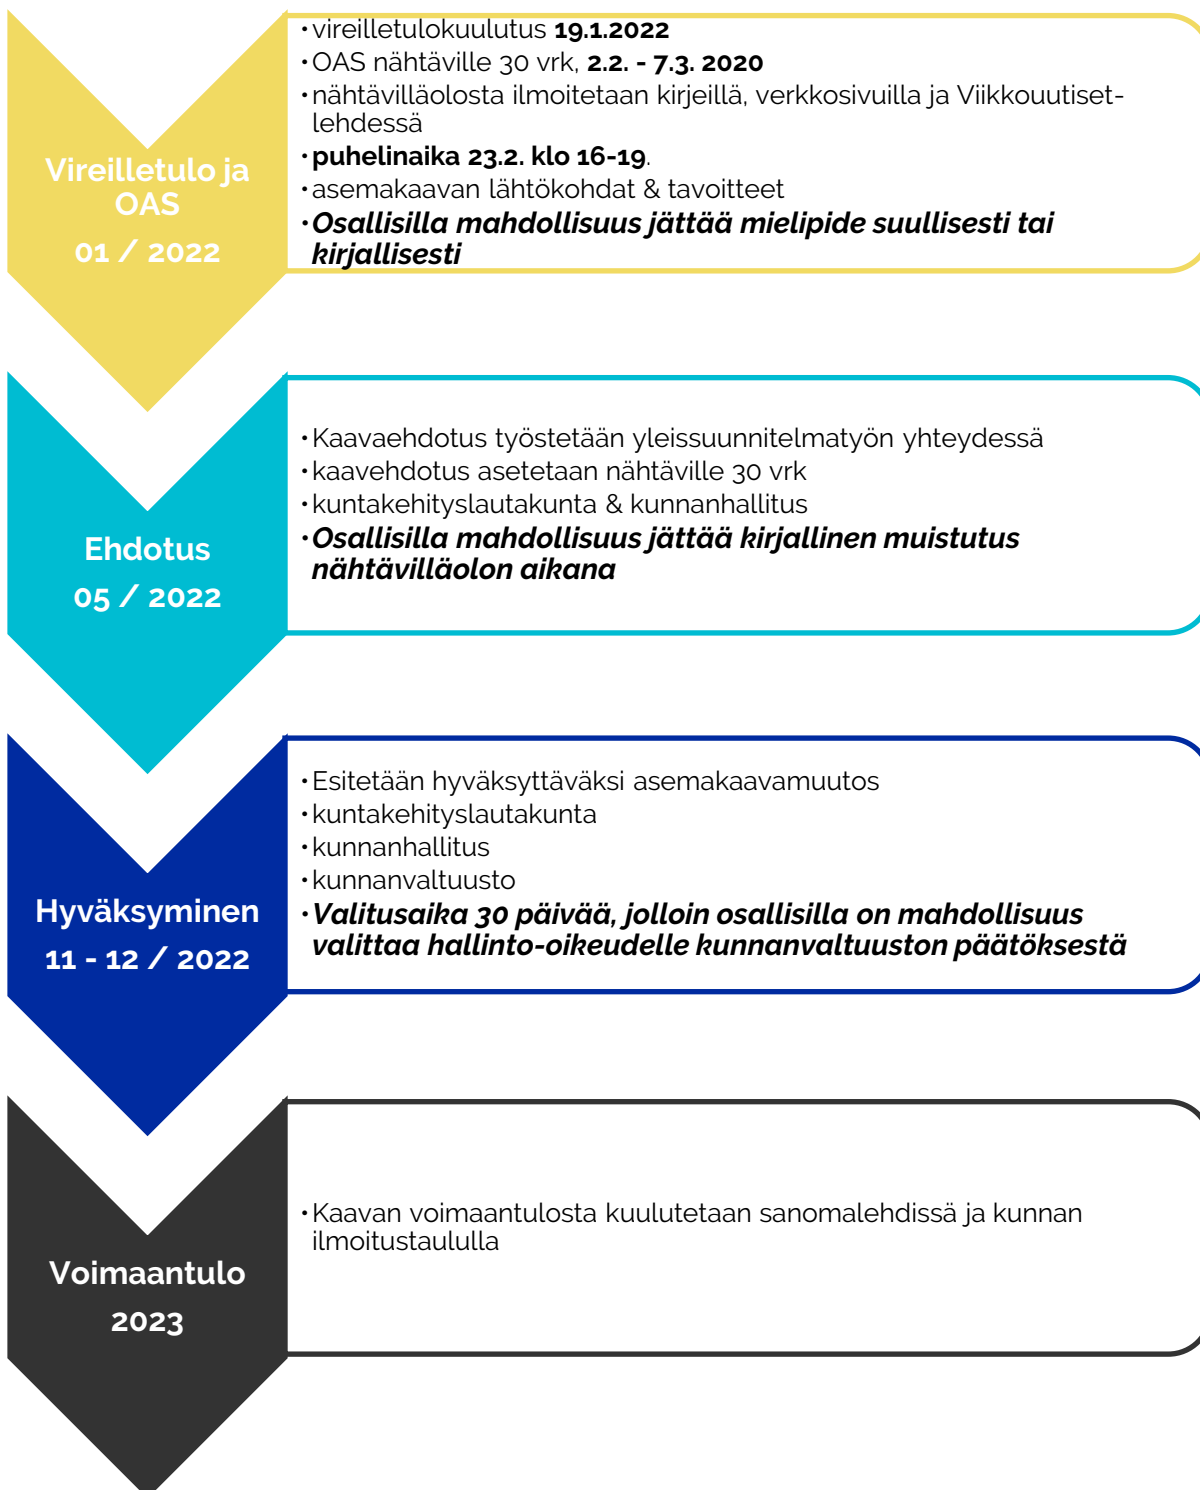 Vireilletulo ja
OAS
01 / 2022
•vireilletulokuulutus 19.1.2022
•OAS nähtäville 30 vrk, 2.2. - 7.3. 2020
•nähtävilläolosta ilmoitetaan kirjeillä, verkkosivuilla ja Viikkouutiset-
lehdessä
•puhelinaika 23.2. klo 16-19.
•asemakaavan lähtökohdat & tavoitteet
•Osallisilla mahdollisuus jättää mielipide suullisesti tai
kirjallisesti
Ehdotus
05 / 2022
•Kaavaehdotus työstetään yleissuunnitelmatyön yhteydessä
•kaavehdotus asetetaan nähtäville 30 vrk
•kuntakehityslautakunta & kunnanhallitus
•Osallisilla mahdollisuus jättää kirjallinen muistutus
nähtävilläolon aikana
Hyväksyminen
11 - 12 / 2022
•Esitetään hyväksyttäväksi asemakaavamuutos
•kuntakehityslautakunta
•kunnanhallitus
•kunnanvaltuusto
•Valitusaika 30 päivää, jolloin osallisilla on mahdollisuus
valittaa hallinto-oikeudelle kunnanvaltuuston päätöksestä
Voimaantulo
2023
•Kaavan voimaantulosta kuulutetaan sanomalehdissä ja kunnan
ilmoitustaululla